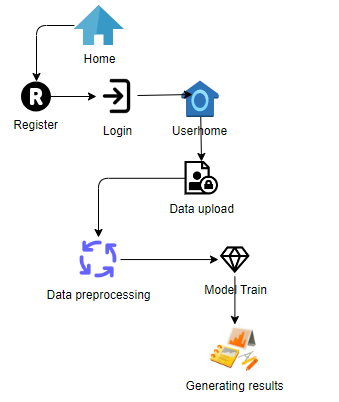 Home
R
Register
Login
Userhome
Data upload
Data preprocessing
Model Train
Generating results